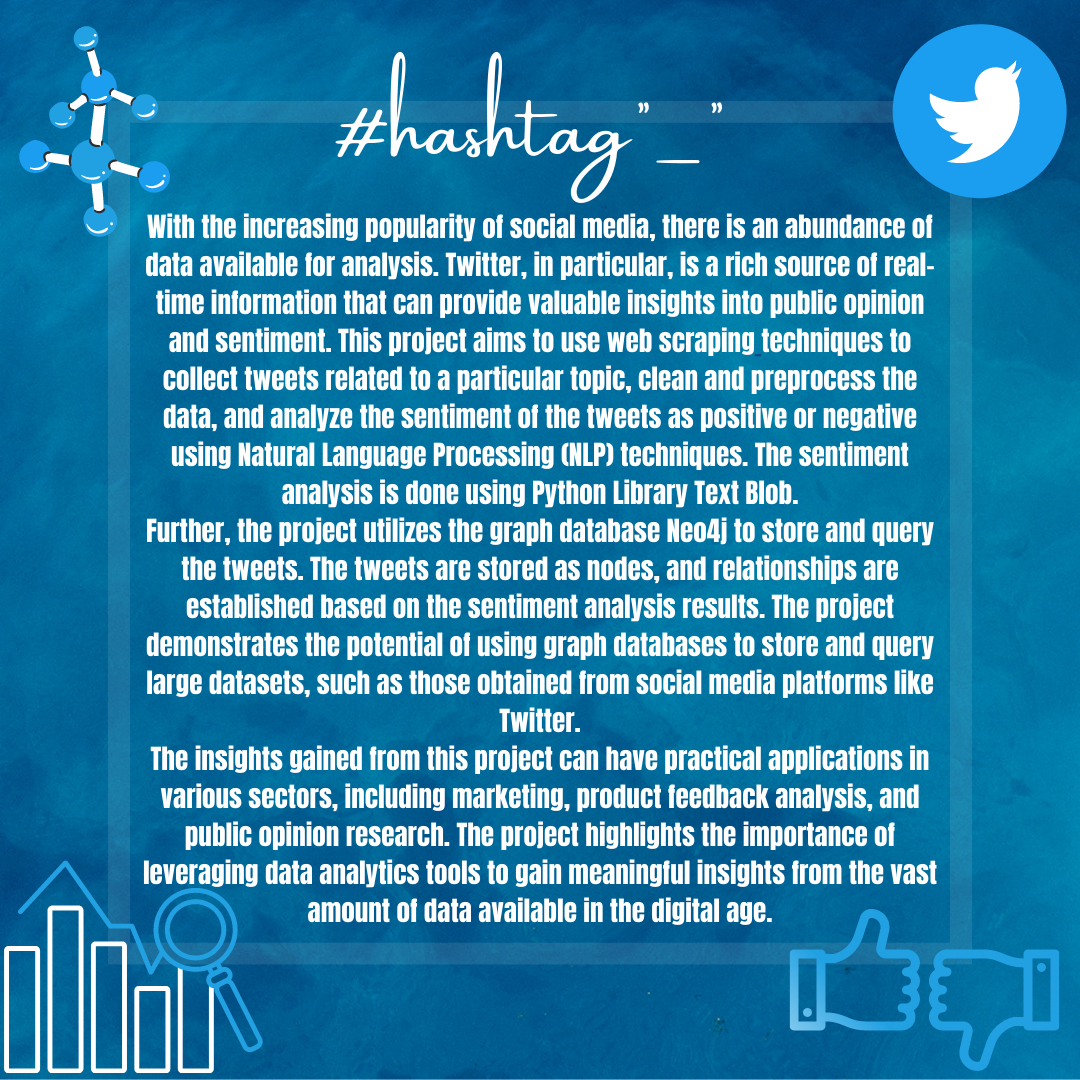 #hashtag "_"
With the increasing popularity of social media, there is an abundance of
data available for analysis. Twitter, in particular, is a rich source of real-
time information that can provide valuable insights into public opinion
and sentiment. This project aims to use web scraping techniques to
collect tweets related to a particular topic, clean and preprocess the
data, and analyze the sentiment of the tweets as positive or negative
using Natural Language Processing (NLP) techniques. The sentiment
analysis is done using Python Library Text Blob.
Further, the project utilizes the graph database Neo4j to store and query
the tweets. The tweets are stored as nodes, and relationships are
established based on the sentiment analysis results. The project
demonstrates the potential of using graph databases to store and query
large datasets, such as those obtained from social media platforms like
Twitter.
The insights gained from this project can have practical applications in
various sectors, including marketing, product feedback analysis, and
public opinion research. The project highlights the importance of
leveraging data analytics tools to gain meaningful insights from the vast
amount of data available in the digital age.